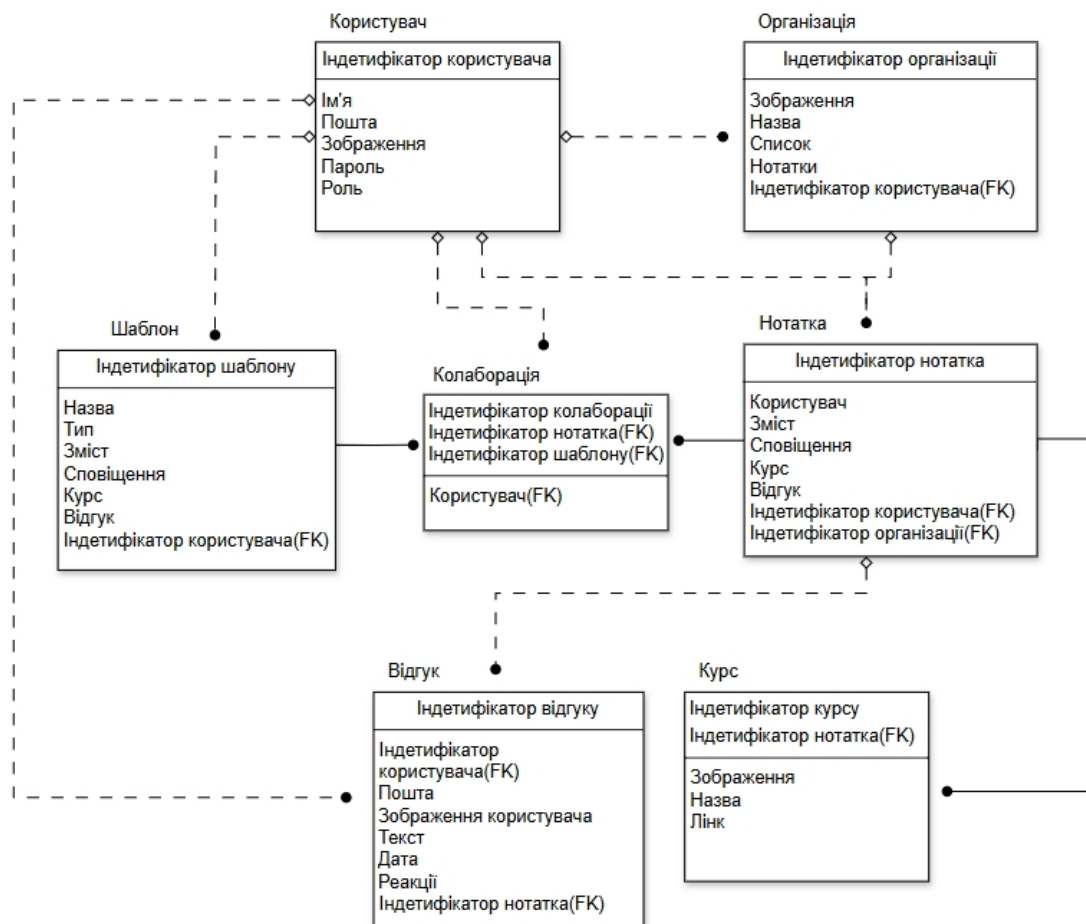 Користувач
Індетифікатор користувача
Ім'я
Пошта
Зображення
Пароль
Роль
Організація
Індетифікатор організації
Зображення
Назва
Список
Нотатки
Індетифікатор користувача(FK)
Шаблон
Індетифікатор шаблону
Назва
Тип
Зміст
Сповіщення
Курс
Відгук
Індетифікатор користувача(FK)
Колаборація
Індетифікатор колаборації
Індетифікатор нотатка(FK)
Індетифікатор шаблону(FK)
Користувач(FK)
Нотатка
Індетифікатор нотатка
Користувач
Зміст
Сповіщення
Курс
Відгук
Індетифікатор користувача(FK)
Індетифікатор організації(FK)
Відгук
Індетифікатор відгуку
Індетифікатор
користувача(FK)
Пошта
Зображення користувача
Текст
Дата
Реакції
Індетифікатор нотатка(FK)
Курс
Індетифікатор курсу
Індетифікатор нотатка(FK)
Зображення
Назва
Лінк